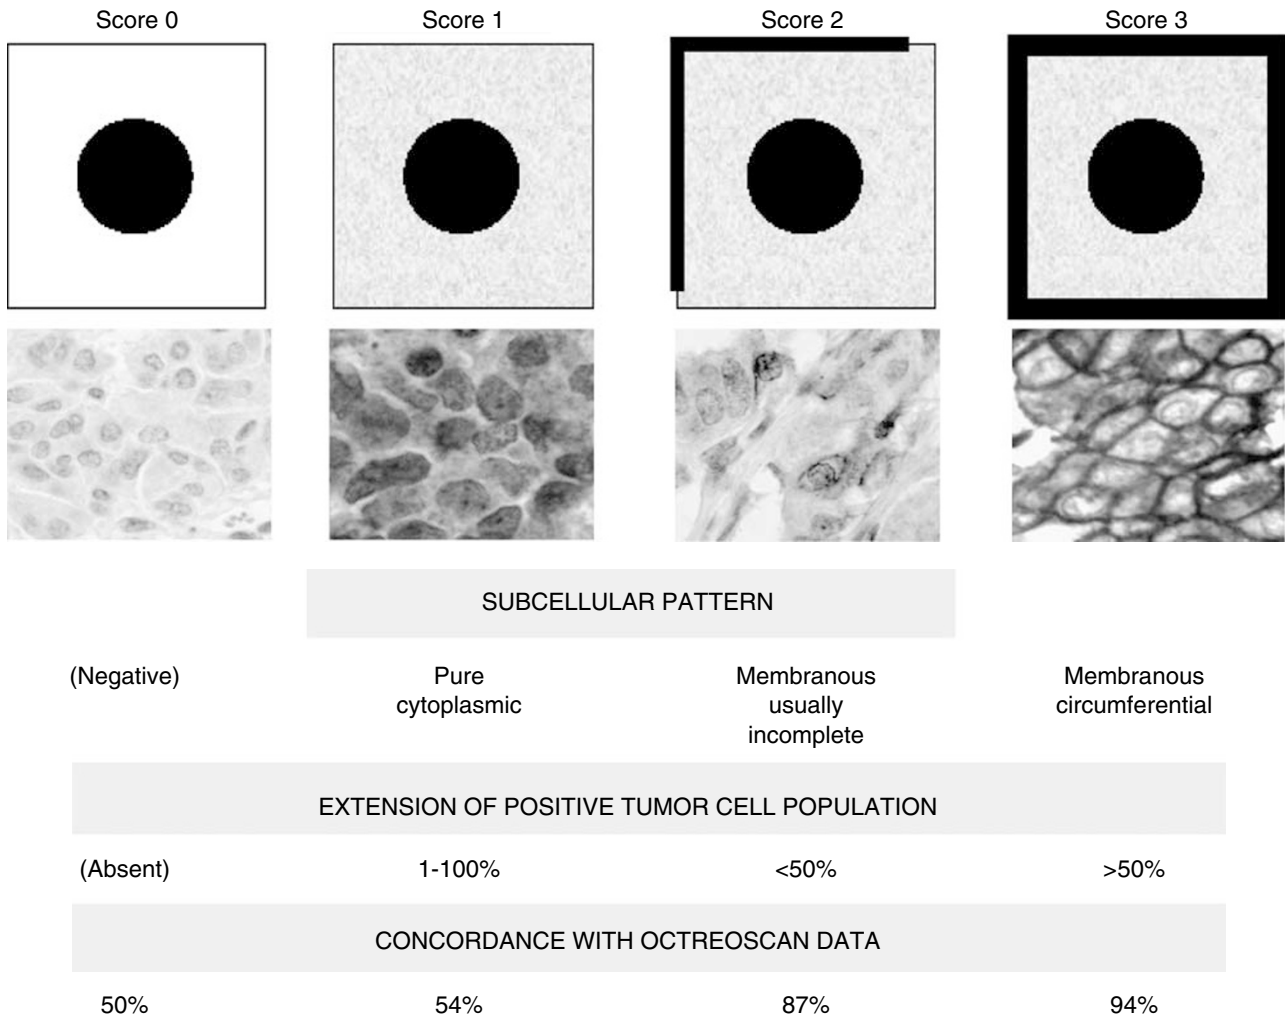 Score 0 Score 1 Score 2 Score 3
SUBCELLULAR PATTERN
(Negative) Pure Membranous Membranous
cytoplasmic usually circumferential
incomplete
EXTENSION OF POSITIVE TUMOR CELL POPULATION
(Absent) 1-100% <50% >50%
CONCORDANCE WITH OCTREOSCAN DATA
50% 54% 87% 94%